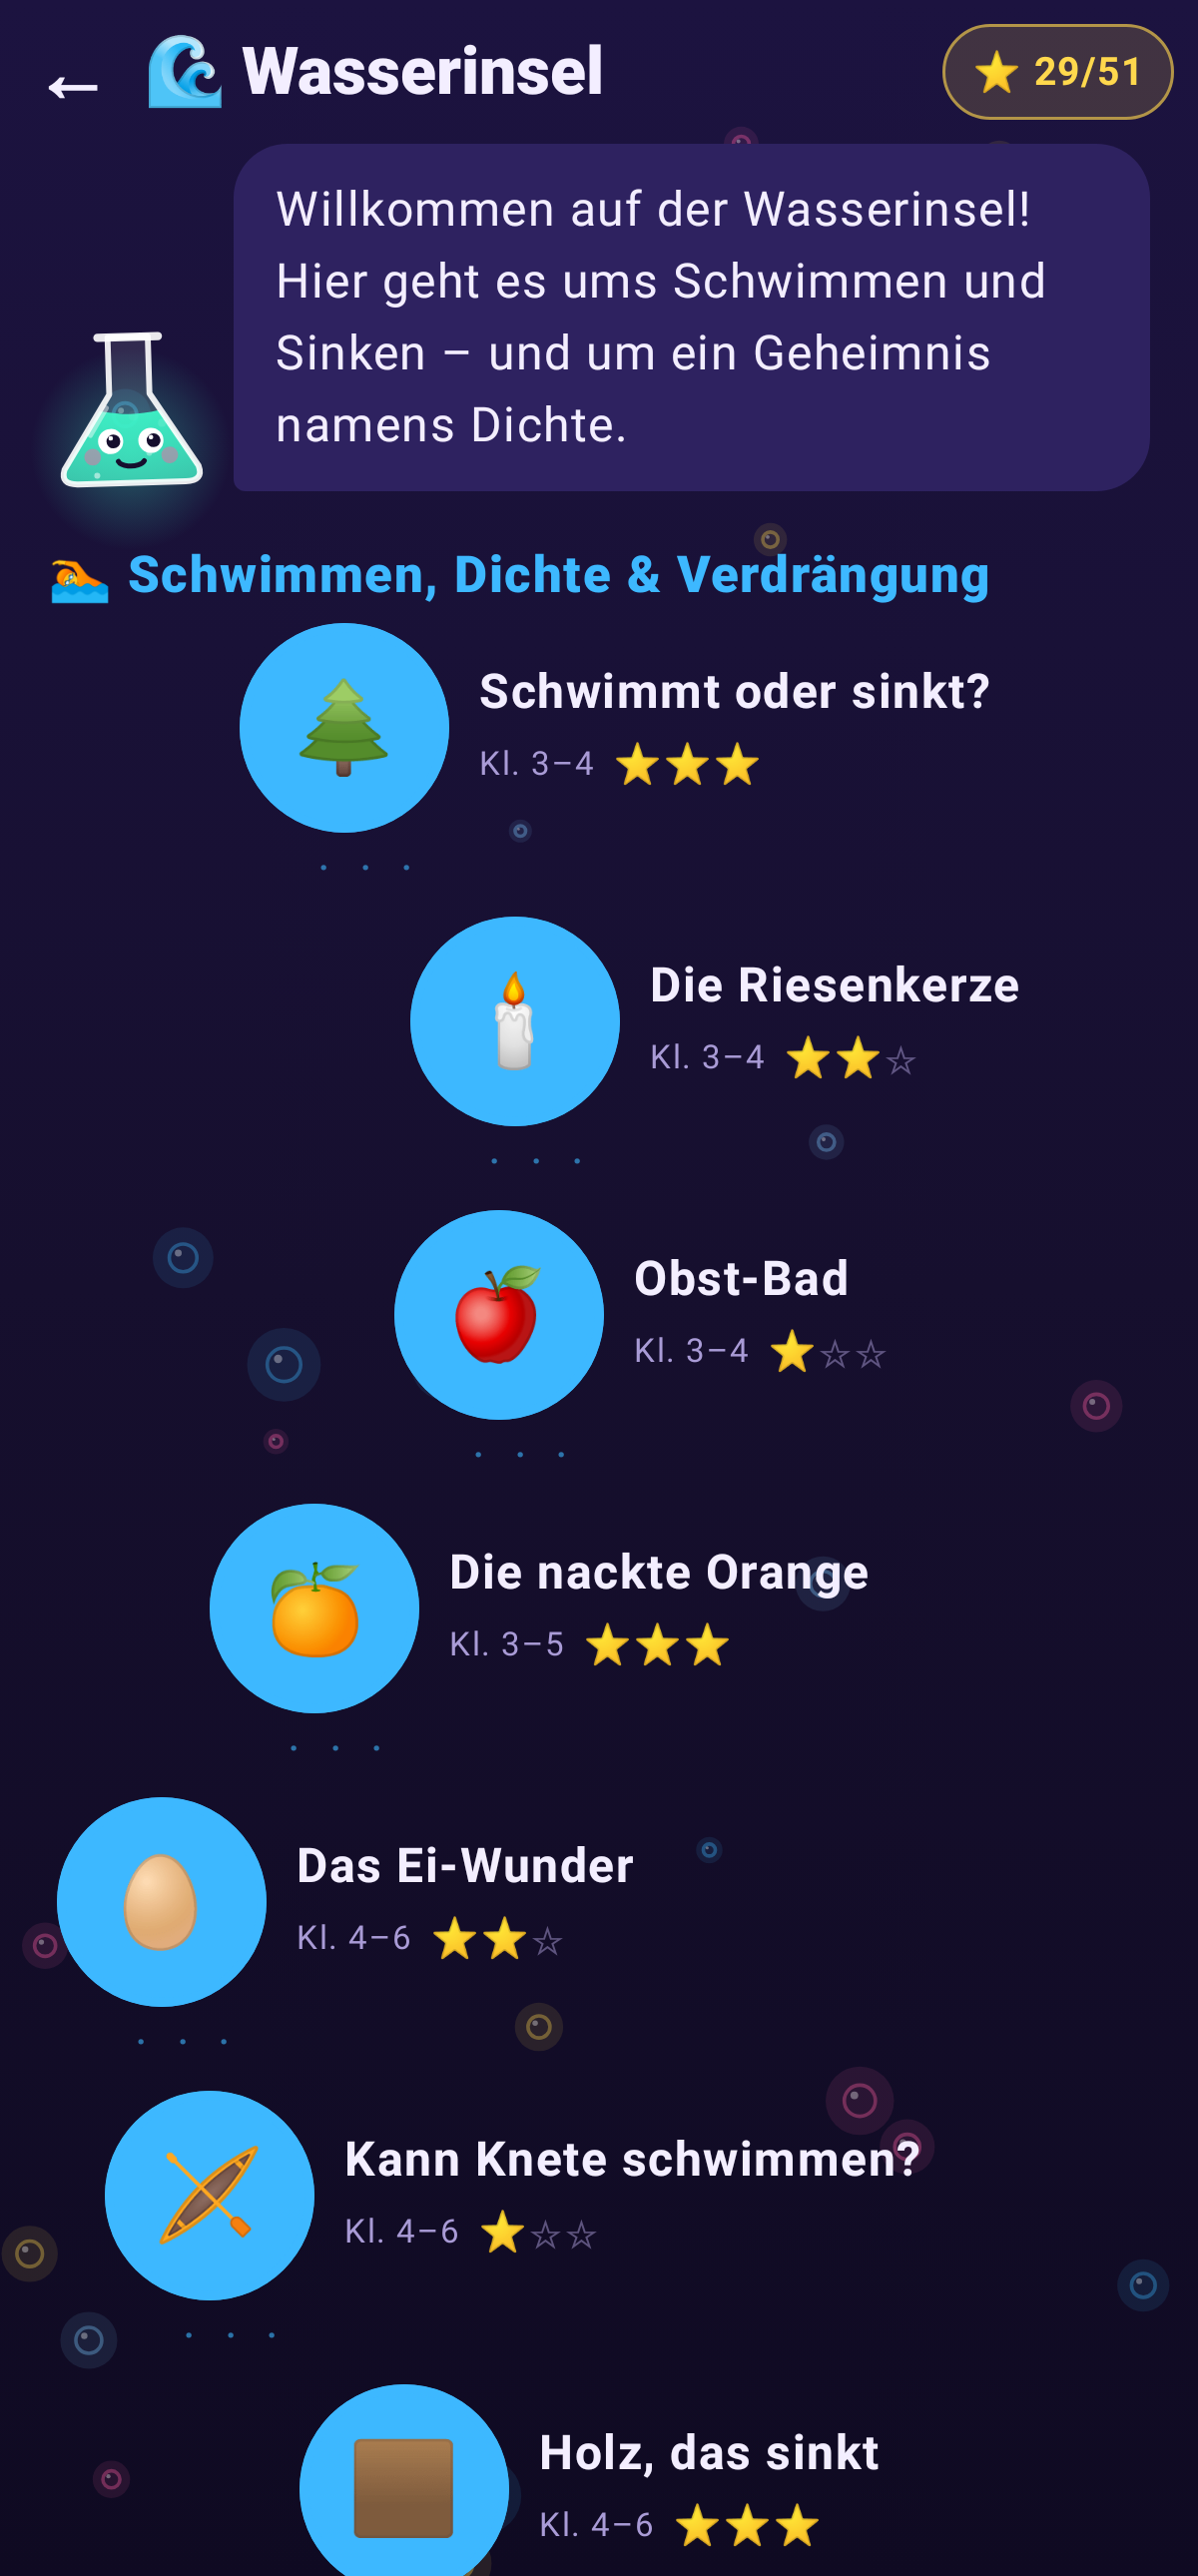 ← 🌊 Wasserinsel ⭐ 29/51
Willkommen auf der Wasserinsel!
Hier geht es ums Schwimmen und
Sinken – und um ein Geheimnis
namens Dichte.
🏊 Schwimmen, Dichte & Verdrängung
Schwimmt oder sinkt?
Kl. 3–4 ⭐⭐⭐
Die Riesenkerze
Kl. 3–4 ⭐⭐☆
Obst-Bad
Kl. 3–4 ⭐☆☆
Die nackte Orange
Kl. 3–5 ⭐⭐⭐
Das Ei-Wunder
Kl. 4–6 ⭐⭐☆
Kann Knete schwimmen?
Kl. 4–6 ⭐☆☆
Holz, das sinkt
Kl. 4–6 ⭐⭐⭐